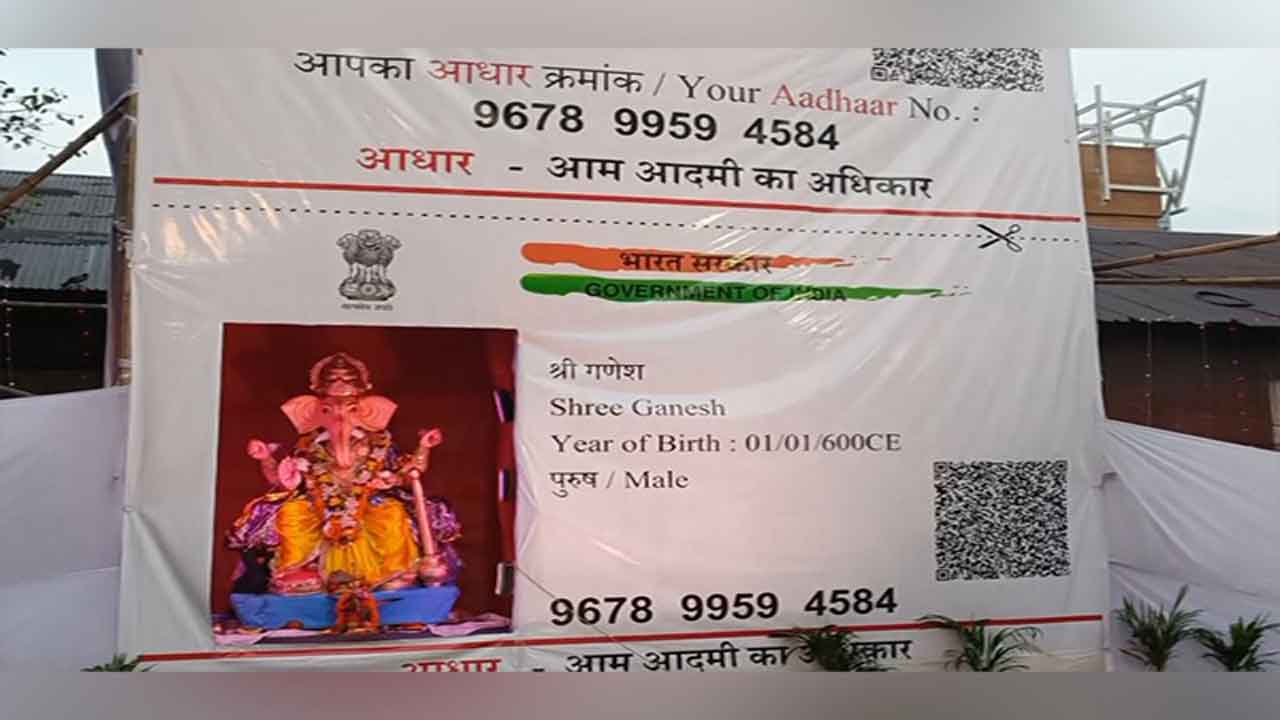 आपका आधार क्रमांक / Your Aadhaar No. :
9678 9959 4584
आधार - आम आदमी का अधिकार
भारत सरकार
GOVERNMENT OF INDIA
श्री गणेश
Shree Ganesh
Year of Birth : 01/01/600CE
पुरुष / Male
9678 9959 4584
आधार - आम आदमी का